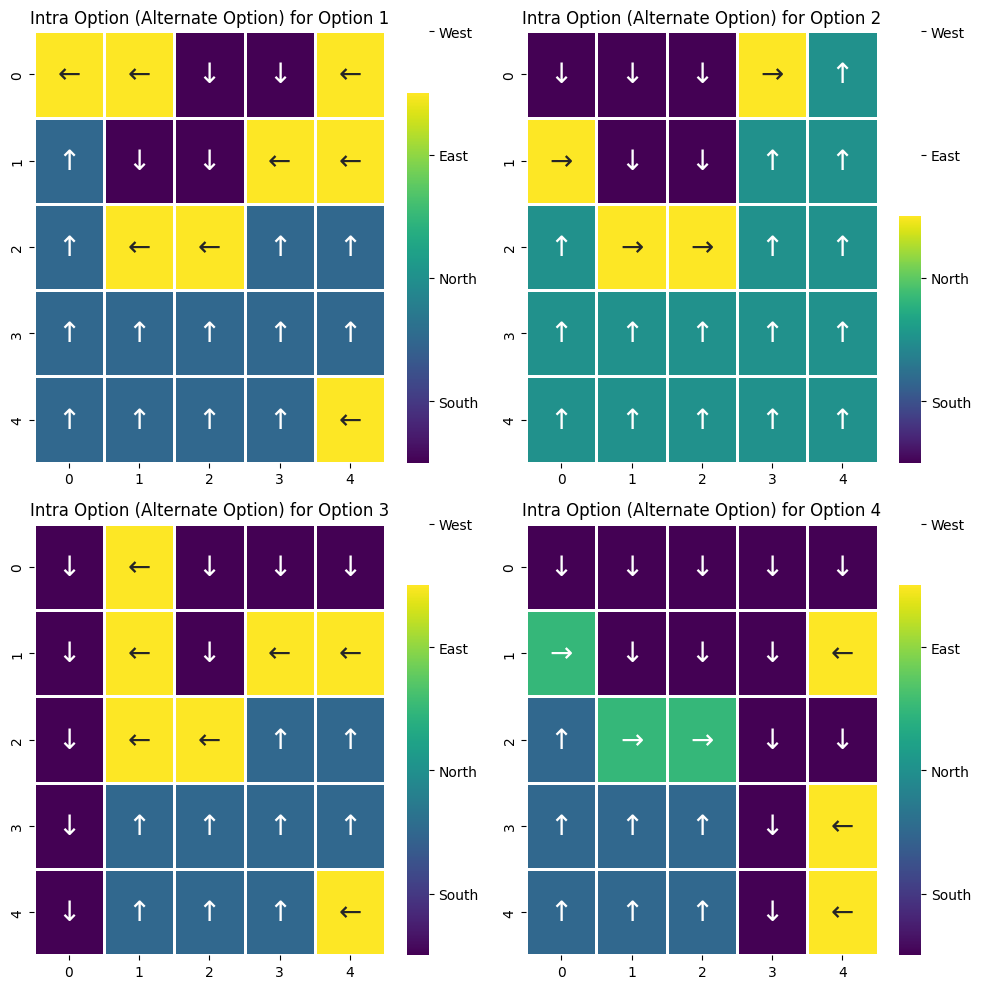 Intra Option (Alternate Option) for Option 1
0 ← ← ↓ ↓ ←
1 ↑ ↓ ↓ ← ←
2 ↑ ← ← ↑ ↑
3 ↑ ↑ ↑ ↑ ↑
4 ↑ ↑ ↑ ↑ ←
0 1 2 3 4
West
East
North
South
Intra Option (Alternate Option) for Option 2
0 ↓ ↓ ↓ → ↑
1 → ↓ ↓ ↑ ↑
2 ↑ → → ↑ ↑
3 ↑ ↑ ↑ ↑ ↑
4 ↑ ↑ ↑ ↑ ↑
0 1 2 3 4
West
East
North
South
Intra Option (Alternate Option) for Option 3
0 ↓ ← ↓ ↓ ↓
1 ↓ ← ↓ ← ←
2 ↓ ← ← ↑ ↑
3 ↓ ↑ ↑ ↑ ↑
4 ↓ ↑ ↑ ↑ ←
0 1 2 3 4
West
East
North
South
Intra Option (Alternate Option) for Option 4
0 ↓ ↓ ↓ ↓ ↓
1 → ↓ ↓ ↓ ←
2 ↑ → → ↓ ↓
3 ↑ ↑ ↑ ↓ ←
4 ↑ ↑ ↑ ↓ ←
0 1 2 3 4
West
East
North
South